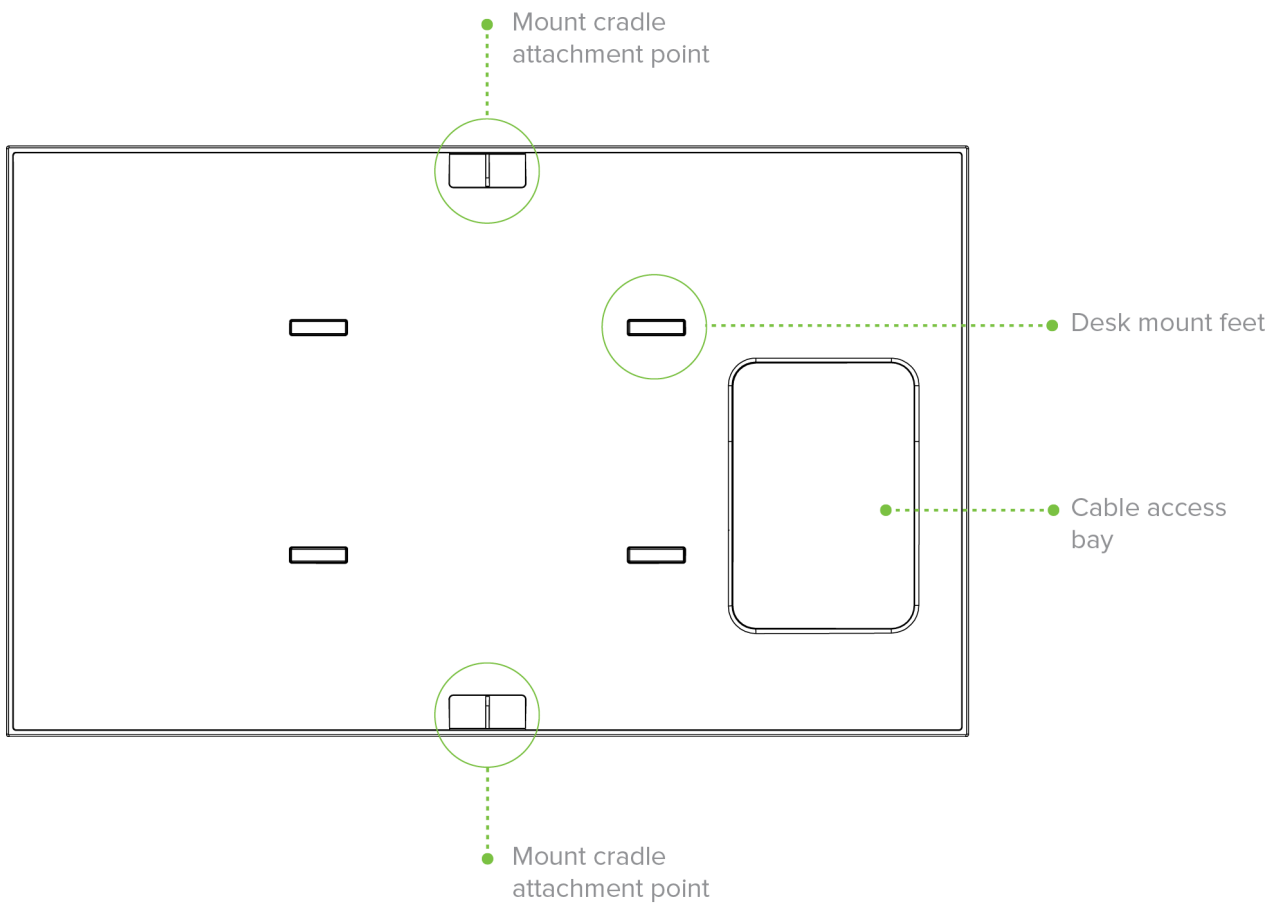 Mount cradle
attachment point
Desk mount feet
Cable access
bay
Mount cradle
attachment point